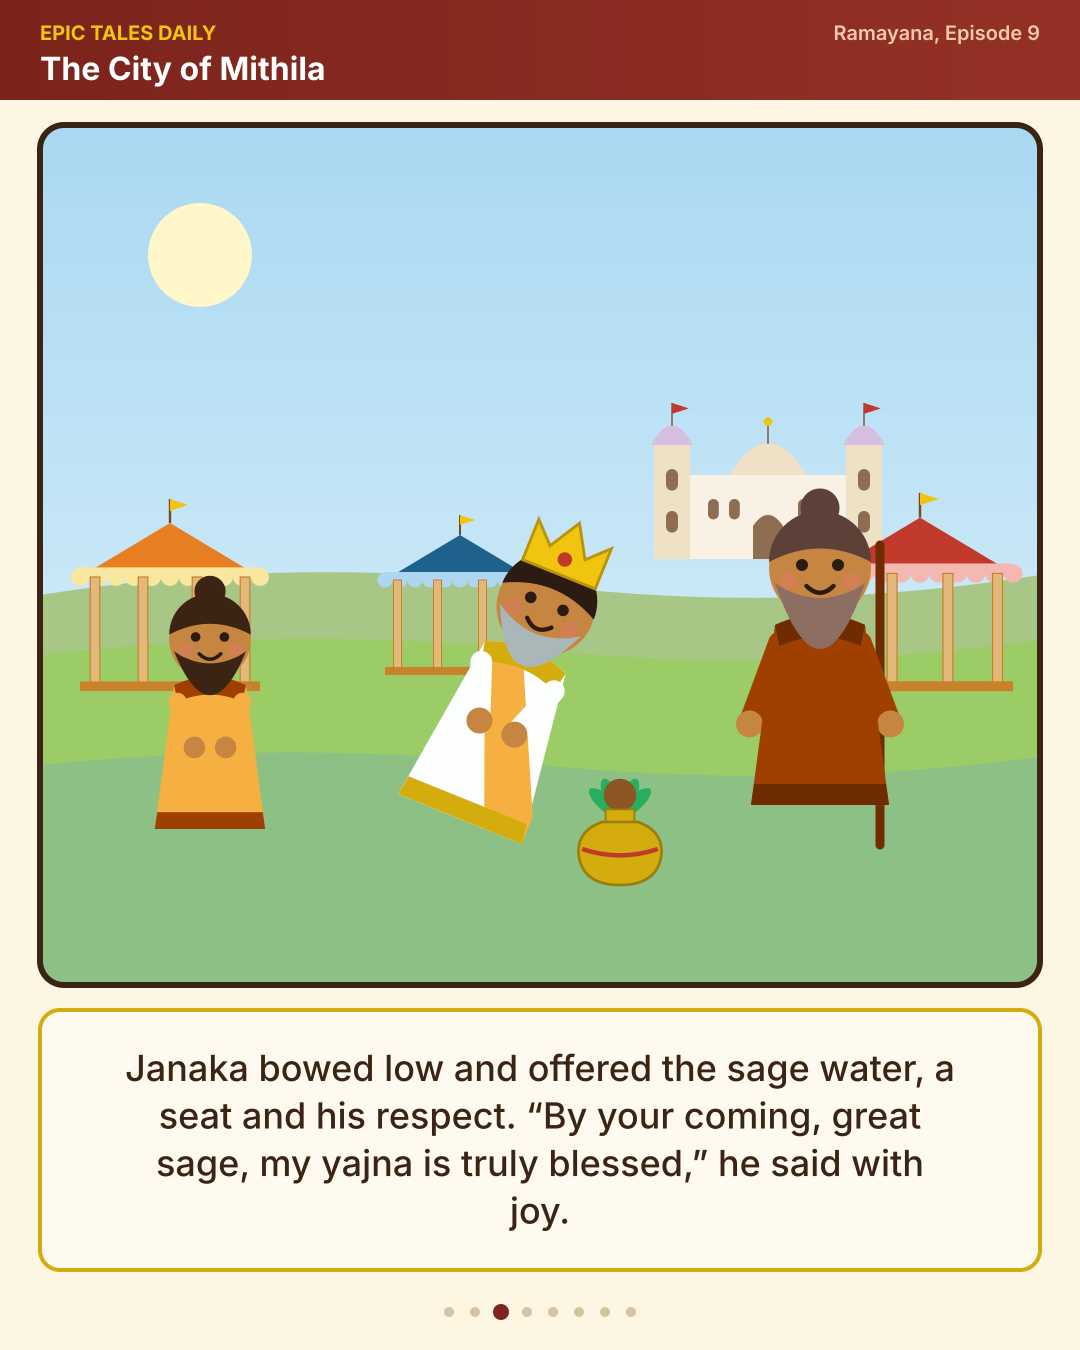 EPIC TALES DAILY
Ramayana, Episode 9
The City of Mithila
Janaka bowed low and offered the sage water, a
seat and his respect. “By your coming, great
sage, my yajna is truly blessed,” he said with
joy.